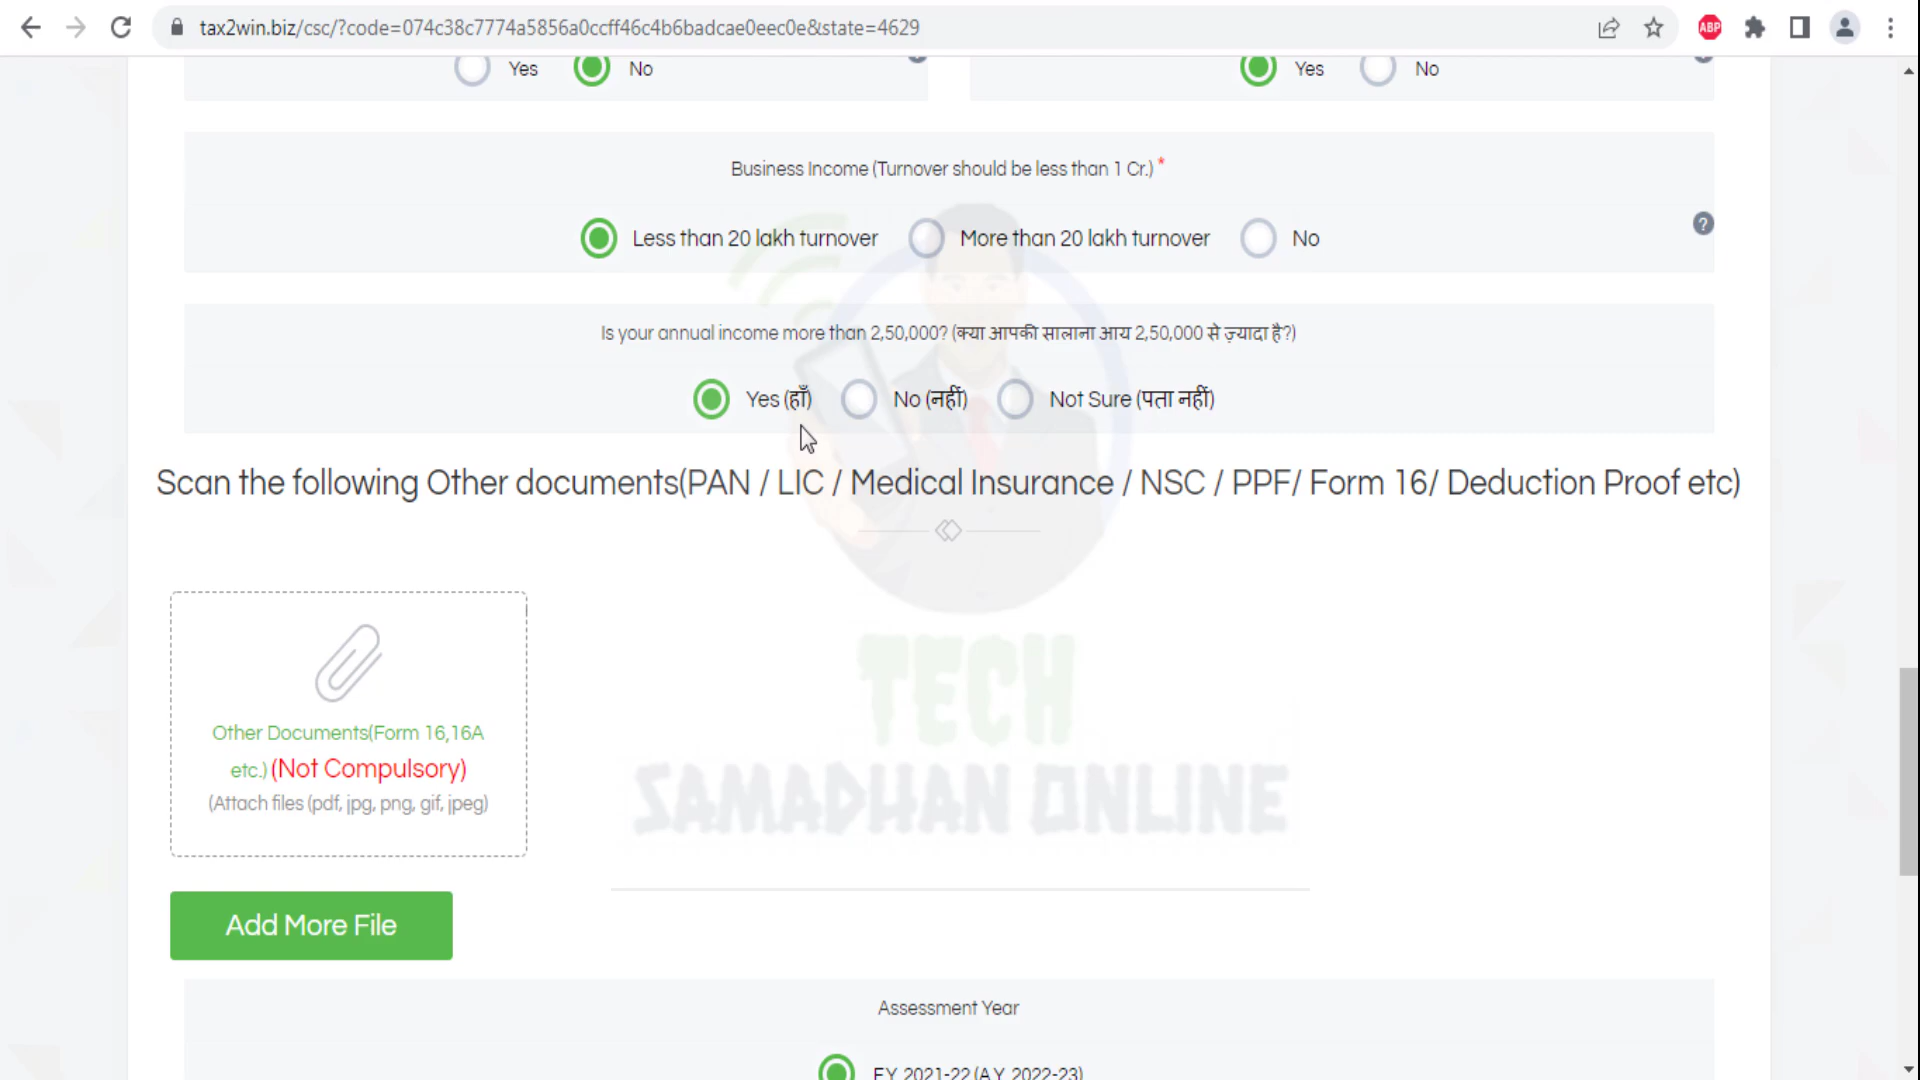 tax2win.biz/csc/?code=074c38c7774a5856a0ccff46c4b6badcae0eec0e&state=4629
ABP
Yes No Yes No
Business Income (Turnover should be less than 1 Cr.) *
Less than 20 lakh turnover More than 20 lakh turnover No
?
Is your annual income more than 2,50,000? (क्या आपकी सालाना आय 2,50,000 से ज़्यादा है?)
Yes (हाँ) No (नहीं) Not Sure (पता नहीं)
Scan the following Other documents(PAN / LIC / Medical Insurance / NSC / PPF/ Form 16/ Deduction Proof etc)
Other Documents(Form 16,16A
etc.) (Not Compulsory)
(Attach files (pdf, jpg, png, gif, jpeg)
TECH
SAMADHAN ONLINE
Add More File
Assessment Year
FY 2021-22 (A.Y. 2022-23)